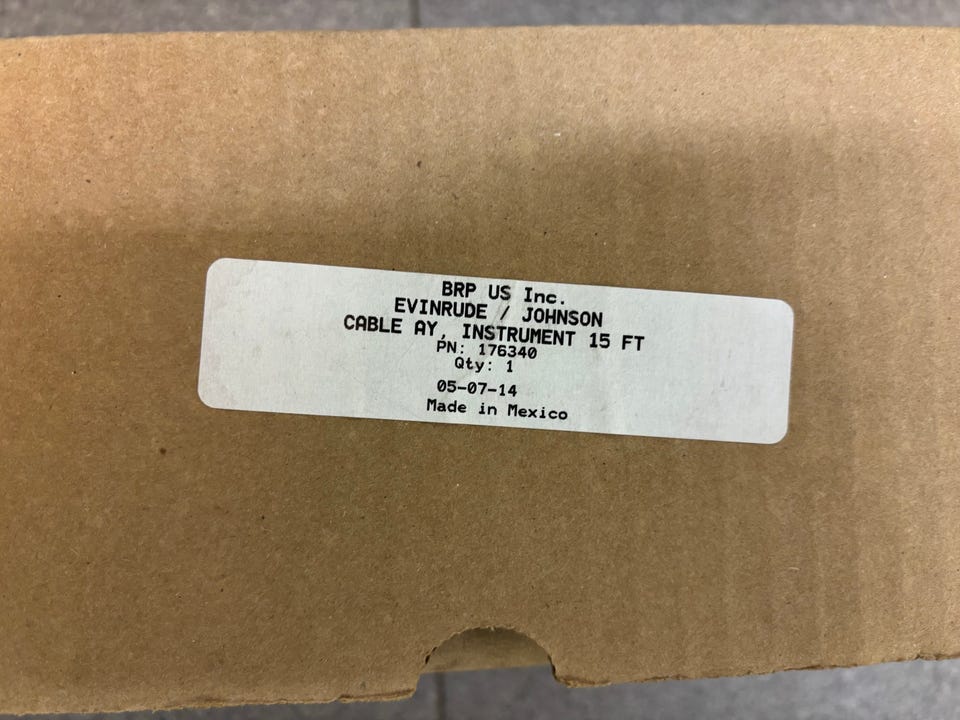 BRP US Inc.
EVINRUDE / JOHNSON
CABLE AY, INSTRUMENT 15 FT
PN: 176340
Qty: 1
05-07-14
Made in Mexico